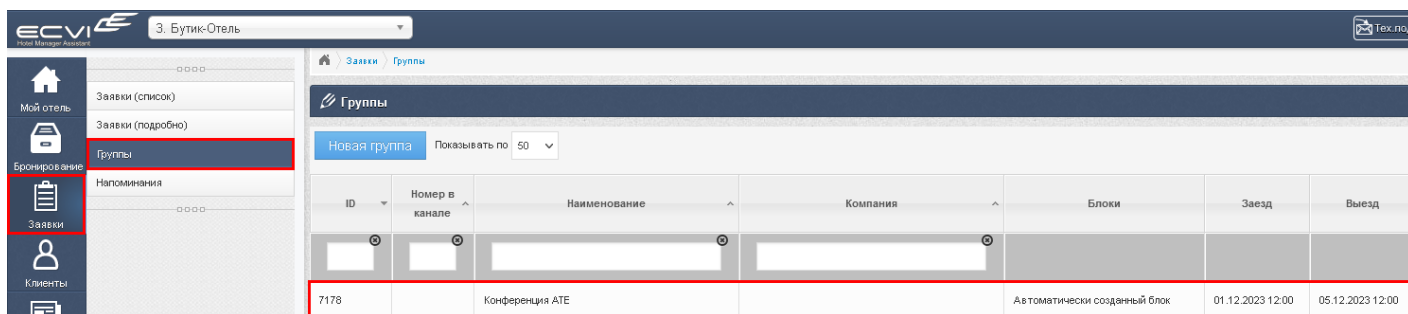 ECVI
Hotel Manager Assistant
3. Бутик-Отель
Тех.по
Мой отель
Бронирование
Заявки
Клиенты
Заявки (список)
Заявки (подробно)
Группы
Напоминания
Заявки Группы
Группы
Новая группа Показывать по 50
ID Номер в канале Наименование Компания Блоки Заезд Выезд
7178 Конференция АТЕ Автоматически созданный блок 01.12.2023 12:00 05.12.2023 12:00